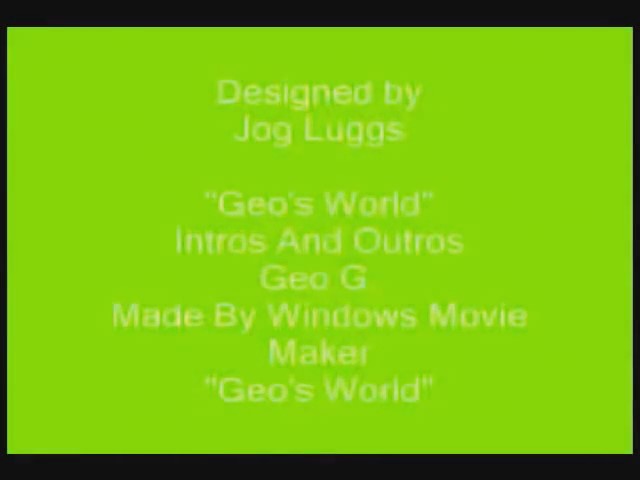 Designed by
Jog Luggs
"Geo's World"
Intros And Outros
Geo G
Made By Windows Movie
Maker
"Geo's World"